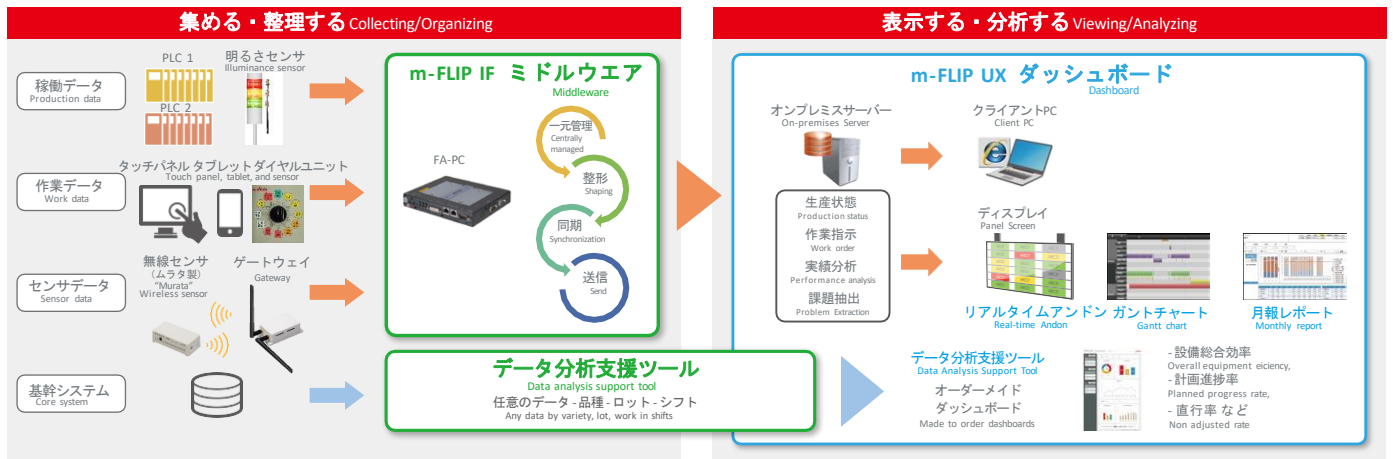 集める・整理する Collecting/Organizing
稼働データ
Production data
PLC 1
PLC 2
明るさセンサ
Illuminance sensor
作業データ
Work data
タッチパネル タブレット ダイヤルユニット
Touch panel, tablet, and sensor
センサデータ
Sensor data
無線センサ
（ムラタ製）
“Murata”
Wireless sensor
ゲートウェイ
Gateway
基幹システム
Core system
m-FLIP IF ミドルウエア
Middleware
FA-PC
一元管理
Centrally
managed
整形
Shaping
同期
Synchronization
送信
Send
データ分析支援ツール
Data analysis support tool
任意のデータ - 品種 - ロット - シフト
Any data by variety, lot, work in shifts
表示する・分析する Viewing/Analyzing
m-FLIP UX ダッシュボード
Dashboard
オンプレミスサーバー
On-premises Server
クライアントPC
Client PC
生産状態
Production status
作業指示
Work order
実績分析
Performance analysis
課題抽出
Problem Extraction
ディスプレイ
Panel Screen
リアルタイムアンドン
Real-time Andon
ガントチャート
Gantt chart
月報レポート
Monthly report
データ分析支援ツール
Data Analysis Support Tool
オーダーメイド
ダッシュボード
Made to order dashboards
- 設備総合効率
Overall equipment eiciency,
- 計画進捗率
Planned progress rate,
- 直行率 など
Non adjusted rate